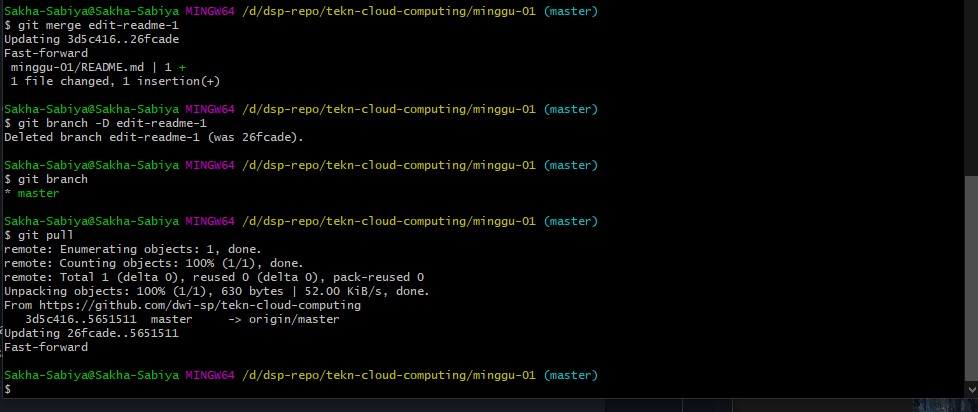 Sakha-Sabiya@Sakha-Sabiya MINGW64 /d/dsp-repo/tekn-cloud-computing/minggu-01 (master)
$ git merge edit-readme-1
Updating 3d5c416..26fcade
Fast-forward
 minggu-01/README.md | 1 +
 1 file changed, 1 insertion(+)

Sakha-Sabiya@Sakha-Sabiya MINGW64 /d/dsp-repo/tekn-cloud-computing/minggu-01 (master)
$ git branch -D edit-readme-1
Deleted branch edit-readme-1 (was 26fcade).

Sakha-Sabiya@Sakha-Sabiya MINGW64 /d/dsp-repo/tekn-cloud-computing/minggu-01 (master)
$ git branch
* master

Sakha-Sabiya@Sakha-Sabiya MINGW64 /d/dsp-repo/tekn-cloud-computing/minggu-01 (master)
$ git pull
remote: Enumerating objects: 1, done.
remote: Counting objects: 100% (1/1), done.
remote: Total 1 (delta 0), reused 0 (delta 0), pack-reused 0
Unpacking objects: 100% (1/1), 630 bytes | 52.00 KiB/s, done.
From https://github.com/dwi-sp/tekn-cloud-computing
   3d5c416..5651511  master     -> origin/master
Updating 26fcade..5651511
Fast-forward

Sakha-Sabiya@Sakha-Sabiya MINGW64 /d/dsp-repo/tekn-cloud-computing/minggu-01 (master)
$